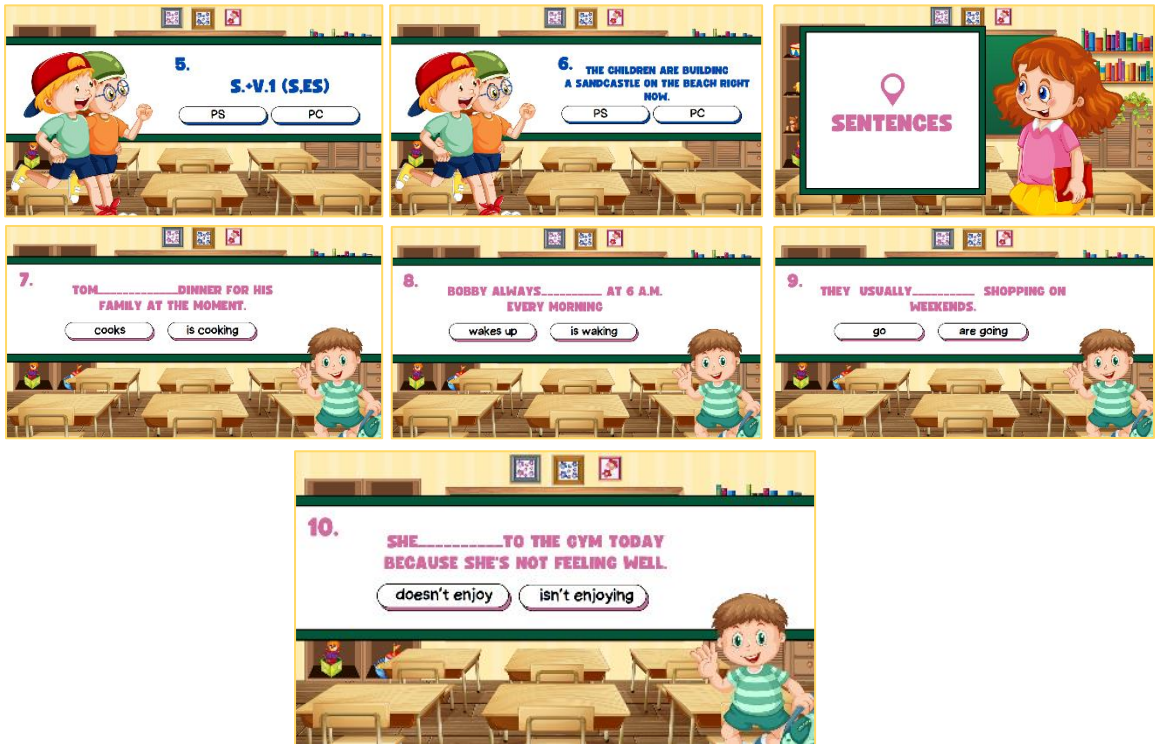 5.
S.+V.1 (S,ES)
PS
PC
6.
THE CHILDREN ARE BUILDING
A SANDCASTLE ON THE BEACH RIGHT
NOW.
PS
PC
SENTENCES
7.
TOM____________DINNER FOR HIS
FAMILY AT THE MOMENT.
cooks
is cooking
8.
BOBBY ALWAYS_________ AT 6 A.M.
EVERY MORNING
wakes up
is waking
9.
THEY USUALLY_________ SHOPPING ON
WEEKENDS.
go
are going
10.
SHE__________TO THE GYM TODAY
BECAUSE SHE'S NOT FEELING WELL.
doesn't enjoy
isn't enjoying